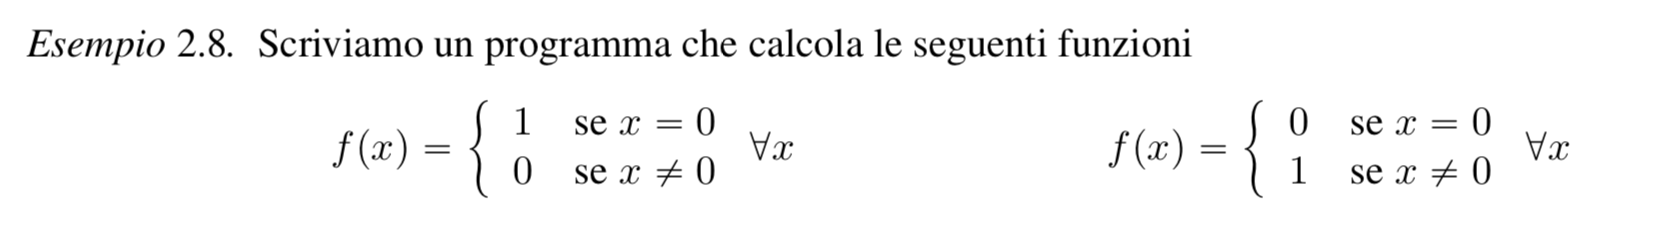 Esempio 2.8. Scriviamo un programma che calcola le seguenti funzioni
f(x) = { 1 se x = 0 ∀x f(x) = { 0 se x = 0 ∀x
0 se x ≠ 0 1 se x ≠ 0